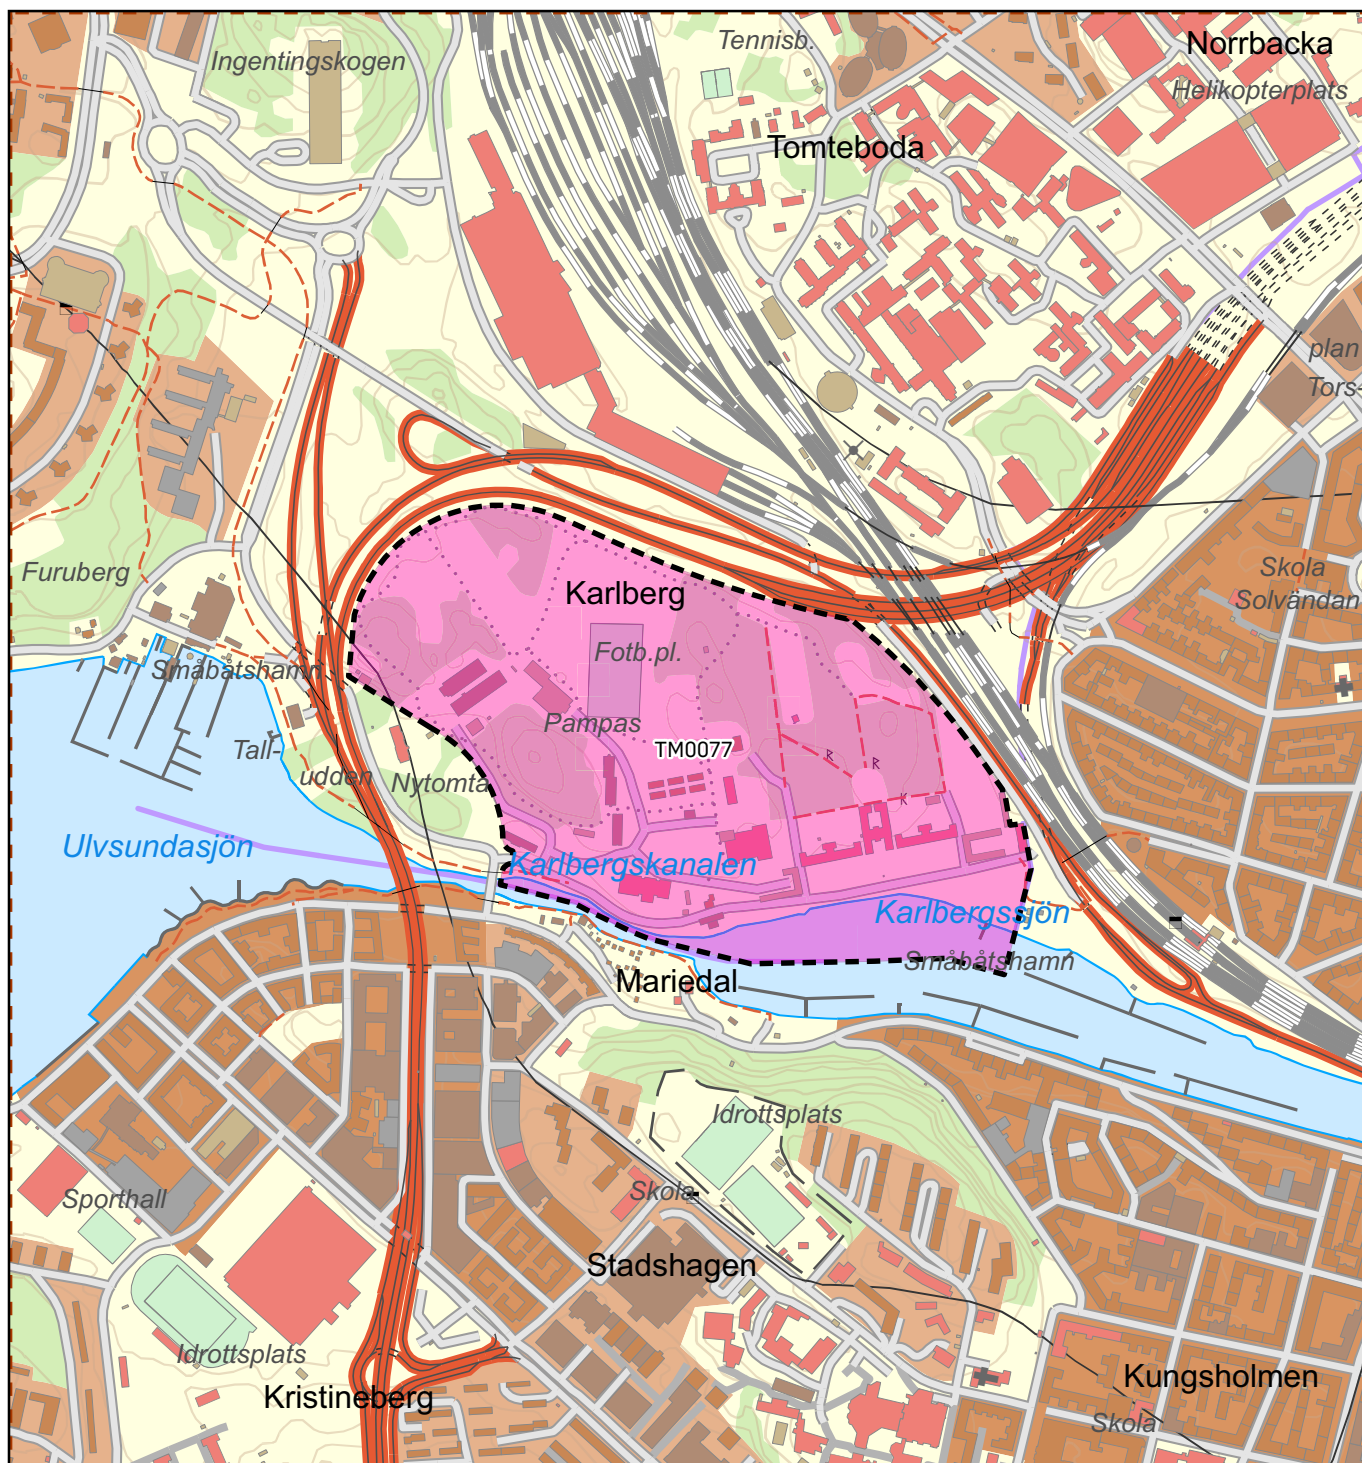 Norrbacka
Tennisb.
Ingentingskogen
Helikopterplats
Tomteboda
plan
Tors-
Furuberg
Skola
Solvändan
Karlberg
Fotb.pl.
Småbåtshamn
Pampas
TM0077
Tall-
udden
Nytomta
R
R
K
Ulvsundasjön
Karlbergskanalen
Karlbergssjön
Småbåtshamn
Mariedal
Idrottsplats
Skola
Sporthall
Stadshagen
Idrottsplats
Kristineberg
Kungsholmen
Skola